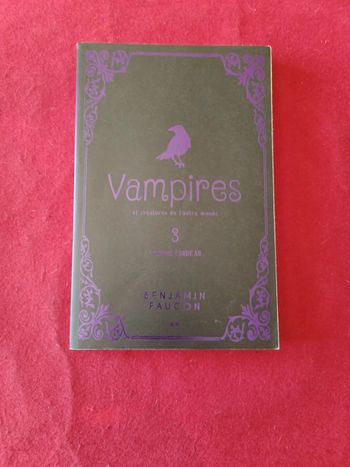 Vampires
et créatures de l'autre monde
3
BENJAMIN
FAUCON